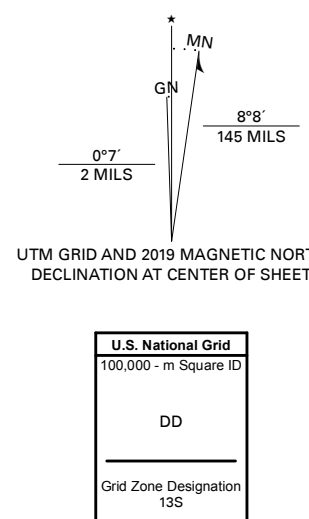 ★
MN
GN
8°8´
145 MILS
0°7´
2 MILS
UTM GRID AND 2019 MAGNETIC NORT
DECLINATION AT CENTER OF SHEET
U.S. National Grid
100,000 - m Square ID
DD
Grid Zone Designation
13S